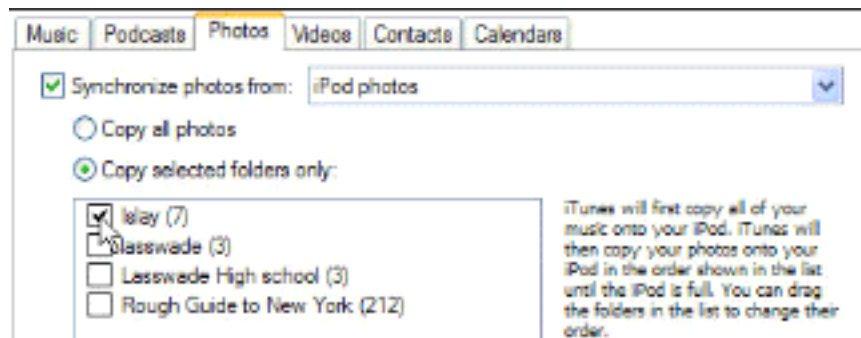 Music Podcasts Photos Videos Contacts Calendars
Synchronize photos from: iPod photos
Copy all photos
Copy selected folders only:
Islay (7)
lasswade (3)
Lasswade High school (3)
Rough Guide to New York (212)
iTunes will first copy all of your
music onto your iPod. iTunes will
then copy your photos onto your
iPod in the order shown in the list
until the iPod is full. You can drag
the folders in the list to change their
order.